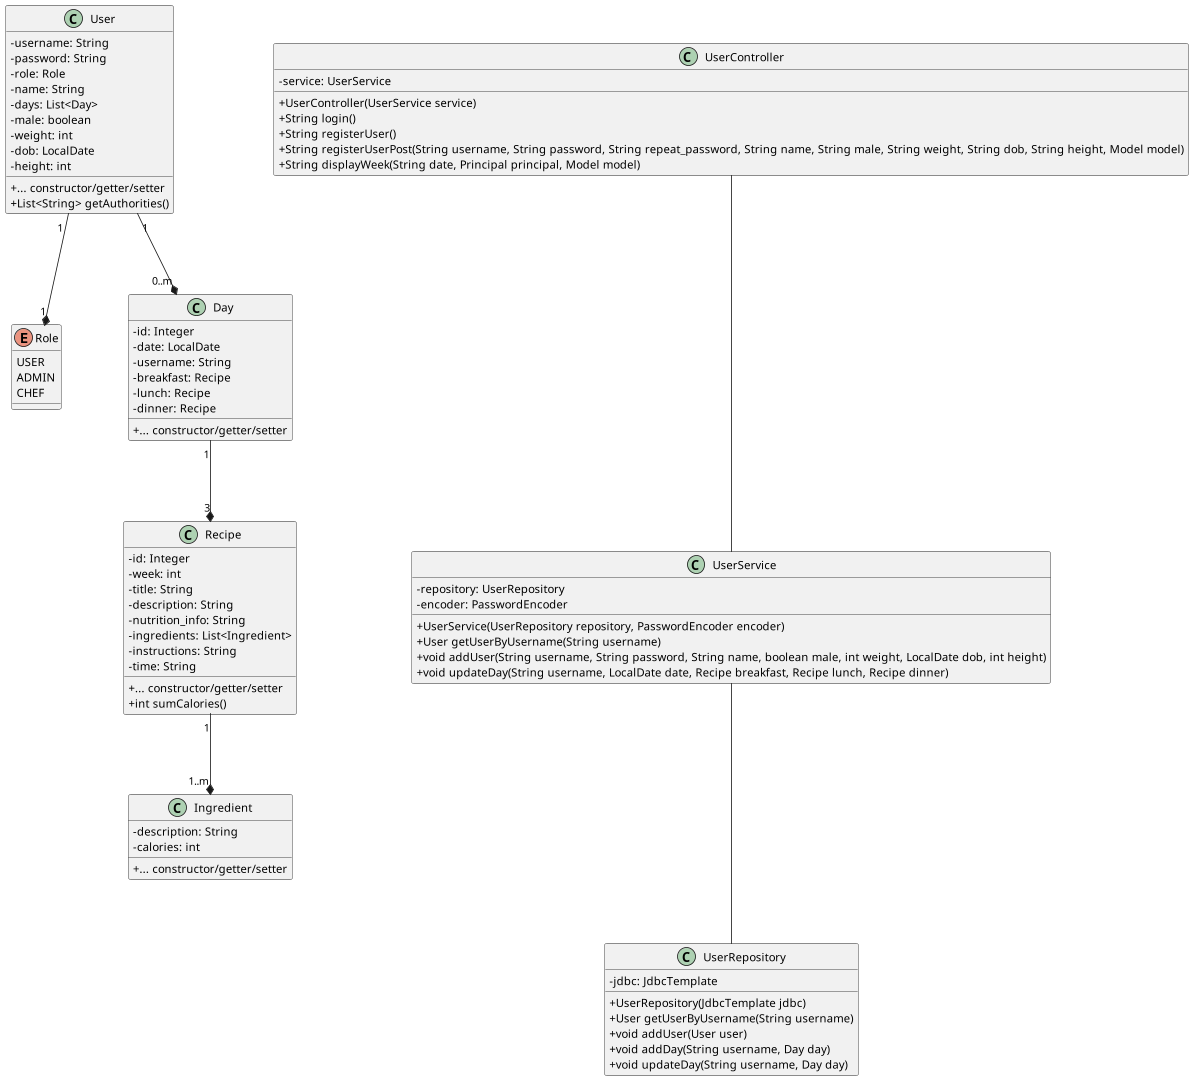 C User
-username: String
-password: String
-role: Role
-name: String
-days: List<Day>
-male: boolean
-weight: int
-dob: LocalDate
-height: int
+... constructor/getter/setter
+List<String> getAuthorities()
1
1
1
0..m
E Role
USER
ADMIN
CHEF
C Day
-id: Integer
-date: LocalDate
-username: String
-breakfast: Recipe
-lunch: Recipe
-dinner: Recipe
+... constructor/getter/setter
1
3
C Recipe
-id: Integer
-week: int
-title: String
-description: String
-nutrition_info: String
-ingredients: List<Ingredient>
-instructions: String
-time: String
+... constructor/getter/setter
+int sumCalories()
1
1..m
C Ingredient
-description: String
-calories: int
+... constructor/getter/setter
C UserController
-service: UserService
+UserController(UserService service)
+String login()
+String registerUser()
+String registerUserPost(String username, String password, String repeat_password, String name, String male, String weight, String dob, String height, Model model)
+String displayWeek(String date, Principal principal, Model model)
C UserService
-repository: UserRepository
-encoder: PasswordEncoder
+UserService(UserRepository repository, PasswordEncoder encoder)
+User getUserByUsername(String username)
+void addUser(String username, String password, String name, boolean male, int weight, LocalDate dob, int height)
+void updateDay(String username, LocalDate date, Recipe breakfast, Recipe lunch, Recipe dinner)
C UserRepository
-jdbc: JdbcTemplate
+UserRepository(JdbcTemplate jdbc)
+User getUserByUsername(String username)
+void addUser(User user)
+void addDay(String username, Day day)
+void updateDay(String username, Day day)